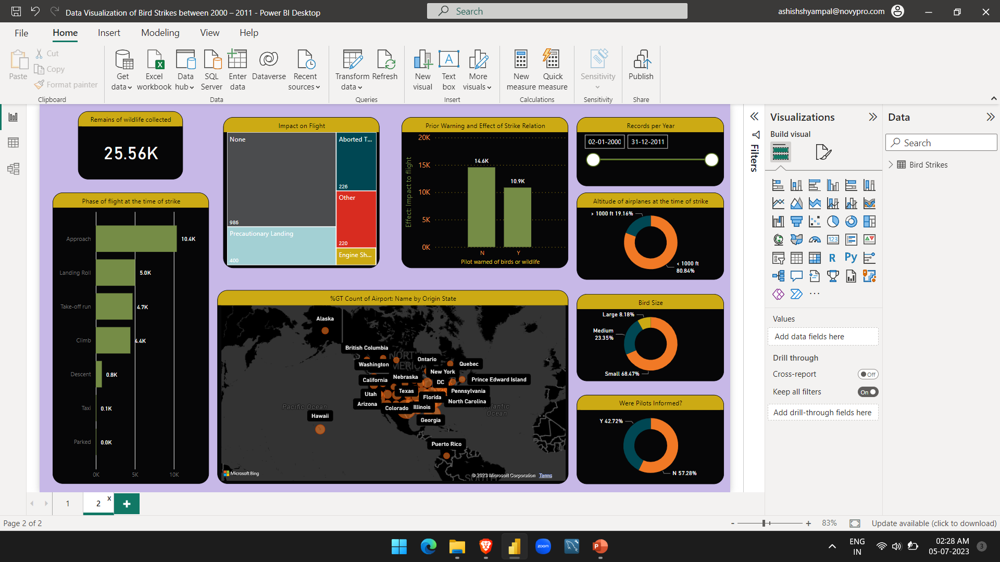 Data Visualization of Bird Strikes between 2000 – 2011 - Power BI Desktop
Search
ashishshyampal@novypro.com
File
Home
Insert
Modeling
View
Help
Paste
Cut
Copy
Format painter
Clipboard
Get data
Excel workbook
Data hub
SQL Server
Enter data
Dataverse
Recent sources
Data
Transform data
Refresh
Queries
New visual
Text box
More visuals
Insert
New measure
Quick measure
Calculations
Sensitivity
Sensitivity
Publish
Share
Remains of wildlife collected
25.56K
Phase of flight at the time of strike
Approach
10.4K
Landing Roll
5.0K
Take-off run
4.7K
Climb
4.4K
Descent
0.8K
Taxi
0.1K
Parked
0.0K
0K
5K
10K
Impact on Flight
None
986
Precautionary Landing
400
Aborted T...
226
Other
220
Engine Sh...
Prior Warning and Effect of Strike Relation
Effect: Impact to flight
20K
15K
10K
5K
0K
14.6K
10.9K
N
Y
Pilot warned of birds or wildlife
Records per Year
02-01-2000
31-12-2011
Altitude of airplanes at the time of strike
> 1000 ft 19.16%
< 1000 ft
80.84%
%GT Count of Airport: Name by Origin State
Alaska
British Columbia
NORTH
AMERICA
Washington
Ontario
Quebec
New York
California
Nebraska
DC
Prince Edward Island
Utah
Texas
Pennsylvania
Florida
North Carolina
Arizona
Colorado
Illinois
Georgia
Pacific Ocean
Atlantic
Ocean
Hawaii
Puerto Rico
SOUTH
Microsoft Bing
© 2023 Microsoft Corporation Terms
Bird Size
Large 8.18%
Medium
23.35%
Small 68.47%
Were Pilots Informed?
Y 42.72%
N 57.28%
Filters
Visualizations
Build visual
123
R
Py
Values
Add data fields here
Drill through
Cross-report
Off
Keep all filters
On
Add drill-through fields here
Data
Search
Bird Strikes
1
2
x
Page 2 of 2
83%
Update available (click to download)
zoom
ENG
IN
02:28 AM
05-07-2023
3